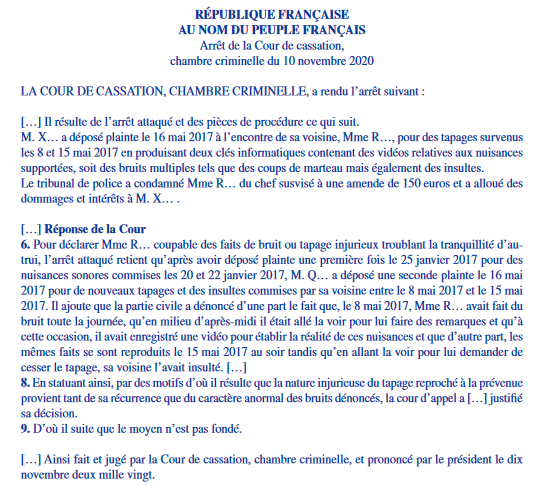 RÉPUBLIQUE FRANÇAISE
AU NOM DU PEUPLE FRANÇAIS
Arrêt de la Cour de cassation,
chambre criminelle du 10 novembre 2020
LA COUR DE CASSATION, CHAMBRE CRIMINELLE, a rendu l’arrêt suivant :
[…] Il résulte de l’arrêt attaqué et des pièces de procédure ce qui suit.
M. X… a déposé plainte le 16 mai 2017 à l’encontre de sa voisine, Mme R…, pour des tapages survenus
les 8 et 15 mai 2017 en produisant deux clés informatiques contenant des vidéos relatives aux nuisances
supportées, soit des bruits multiples tels que des coups de marteau mais également des insultes.
Le tribunal de police a condamné Mme R… du chef susvisé à une amende de 150 euros et a alloué des
dommages et intérêts à M. X… .
[…] Réponse de la Cour
6. Pour déclarer Mme R… coupable des faits de bruit ou tapage injurieux troublant la tranquillité d’au-
trui, l’arrêt attaqué retient qu’après avoir déposé plainte une première fois le 25 janvier 2017 pour des
nuisances sonores commises les 20 et 22 janvier 2017, M. Q… a déposé une seconde plainte le 16 mai
2017 pour de nouveaux tapages et des insultes commises par sa voisine entre le 8 mai 2017 et le 15 mai
2017. Il ajoute que la partie civile a dénoncé d’une part le fait que, le 8 mai 2017, Mme R… avait fait du
bruit toute la journée, qu’en milieu d’après-midi il était allé la voir pour lui faire des remarques et qu’à
cette occasion, il avait enregistré une vidéo pour établir la réalité de ces nuisances et que d’autre part, les
mêmes faits se sont reproduits le 15 mai 2017 au soir tandis qu’en allant la voir pour lui demander de
cesser le tapage, sa voisine l’avait insulté. […]
8. En statuant ainsi, par des motifs d’où il résulte que la nature injurieuse du tapage reproché à la prévenue
provient tant de sa récurrence que du caractère anormal des bruits dénoncés, la cour d’appel a […] justifié
sa décision.
9. D’où il suite que le moyen n’est pas fondé.
[…] Ainsi fait et jugé par la Cour de cassation, chambre criminelle, et prononcé par le président le dix
novembre deux mille vingt.